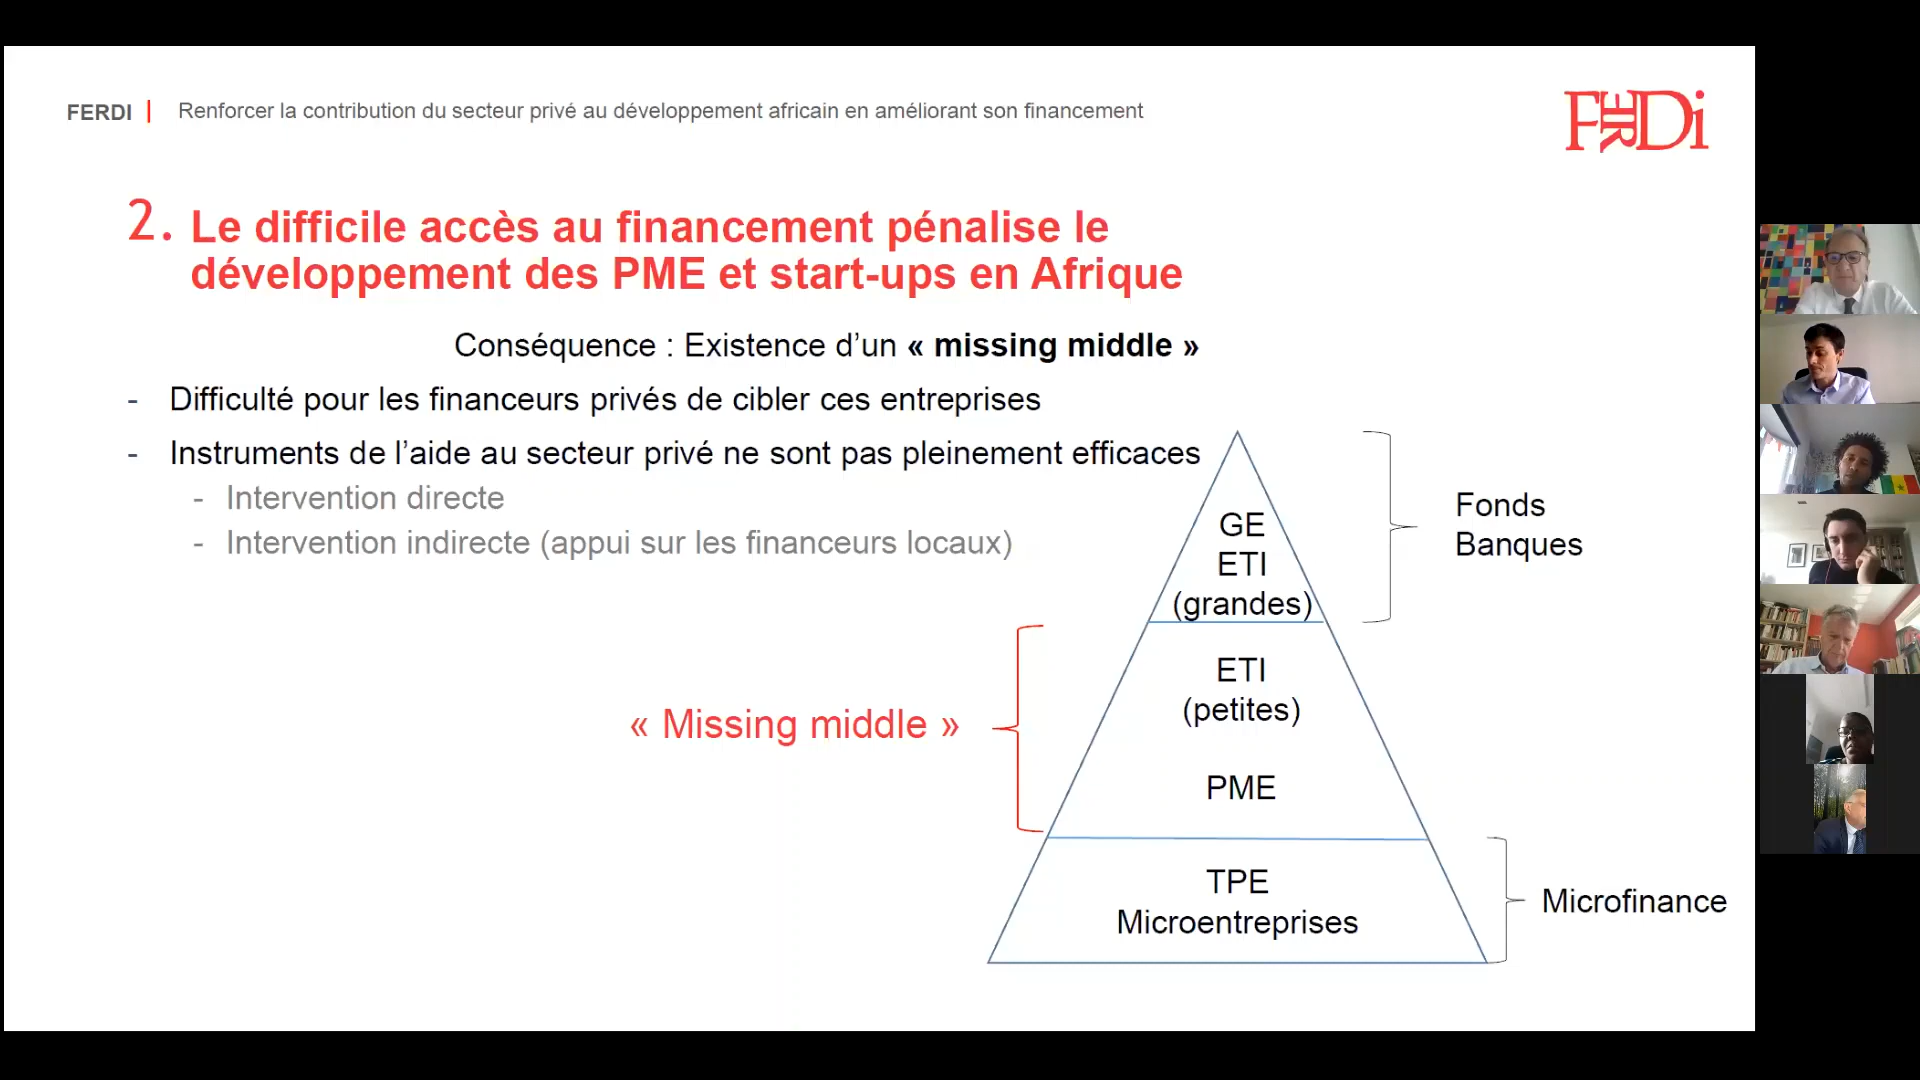 FERDI | Renforcer la contribution du secteur privé au développement africain en améliorant son financement
FERDi
2. Le difficile accès au financement pénalise le
développement des PME et start-ups en Afrique
Conséquence : Existence d’un « missing middle »
- Difficulté pour les financeurs privés de cibler ces entreprises
- Instruments de l’aide au secteur privé ne sont pas pleinement efficaces
- Intervention directe
- Intervention indirecte (appui sur les financeurs locaux)
GE
ETI
(grandes)
Fonds
Banques
ETI
(petites)
« Missing middle »
PME
TPE
Microentreprises
Microfinance